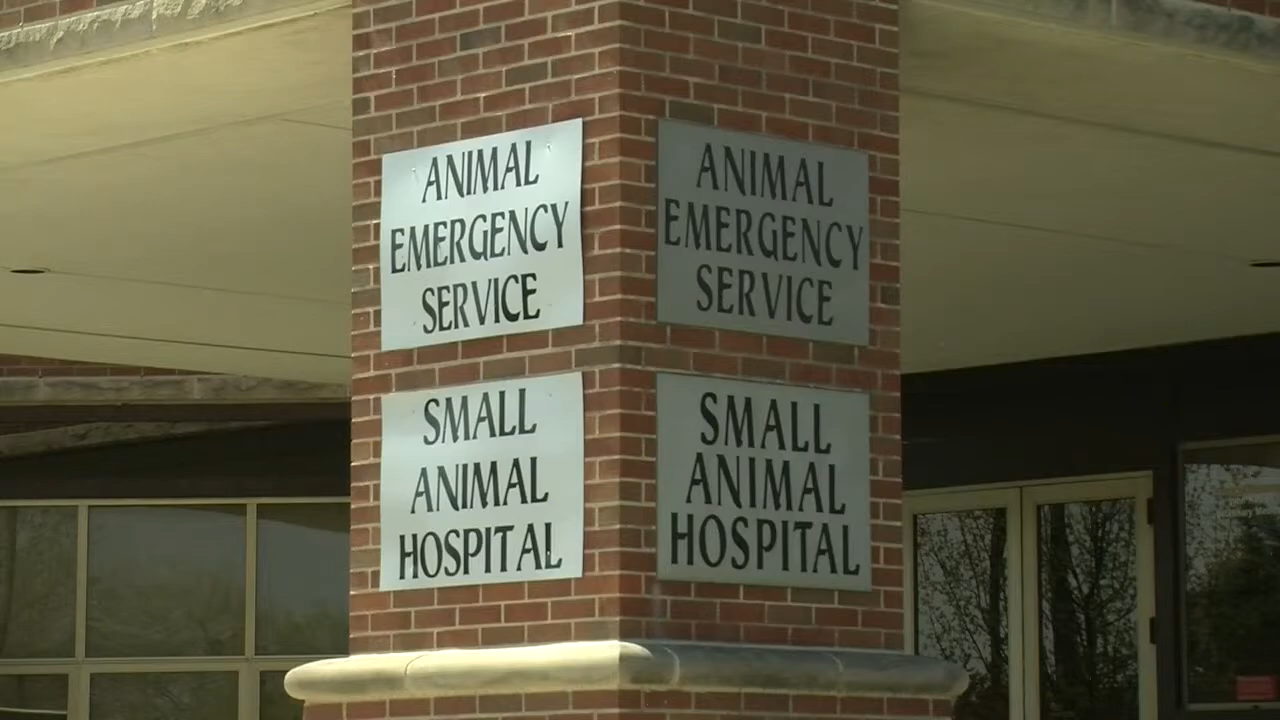 ANIMAL
EMERGENCY
SERVICE
SMALL
ANIMAL
HOSPITAL
ANIMAL
EMERGENCY
SERVICE
SMALL
ANIMAL
HOSPITAL